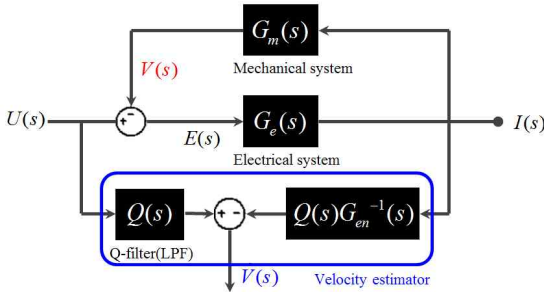 G_m(s)
Mechanical system
V(s)
U(s)
+
-
E(s)
G_e(s)
I(s)
Electrical system
Q(s)
+ -
Q(s)G_en^-1(s)
Q-filter(LPF)
V(s)
Velocity estimator